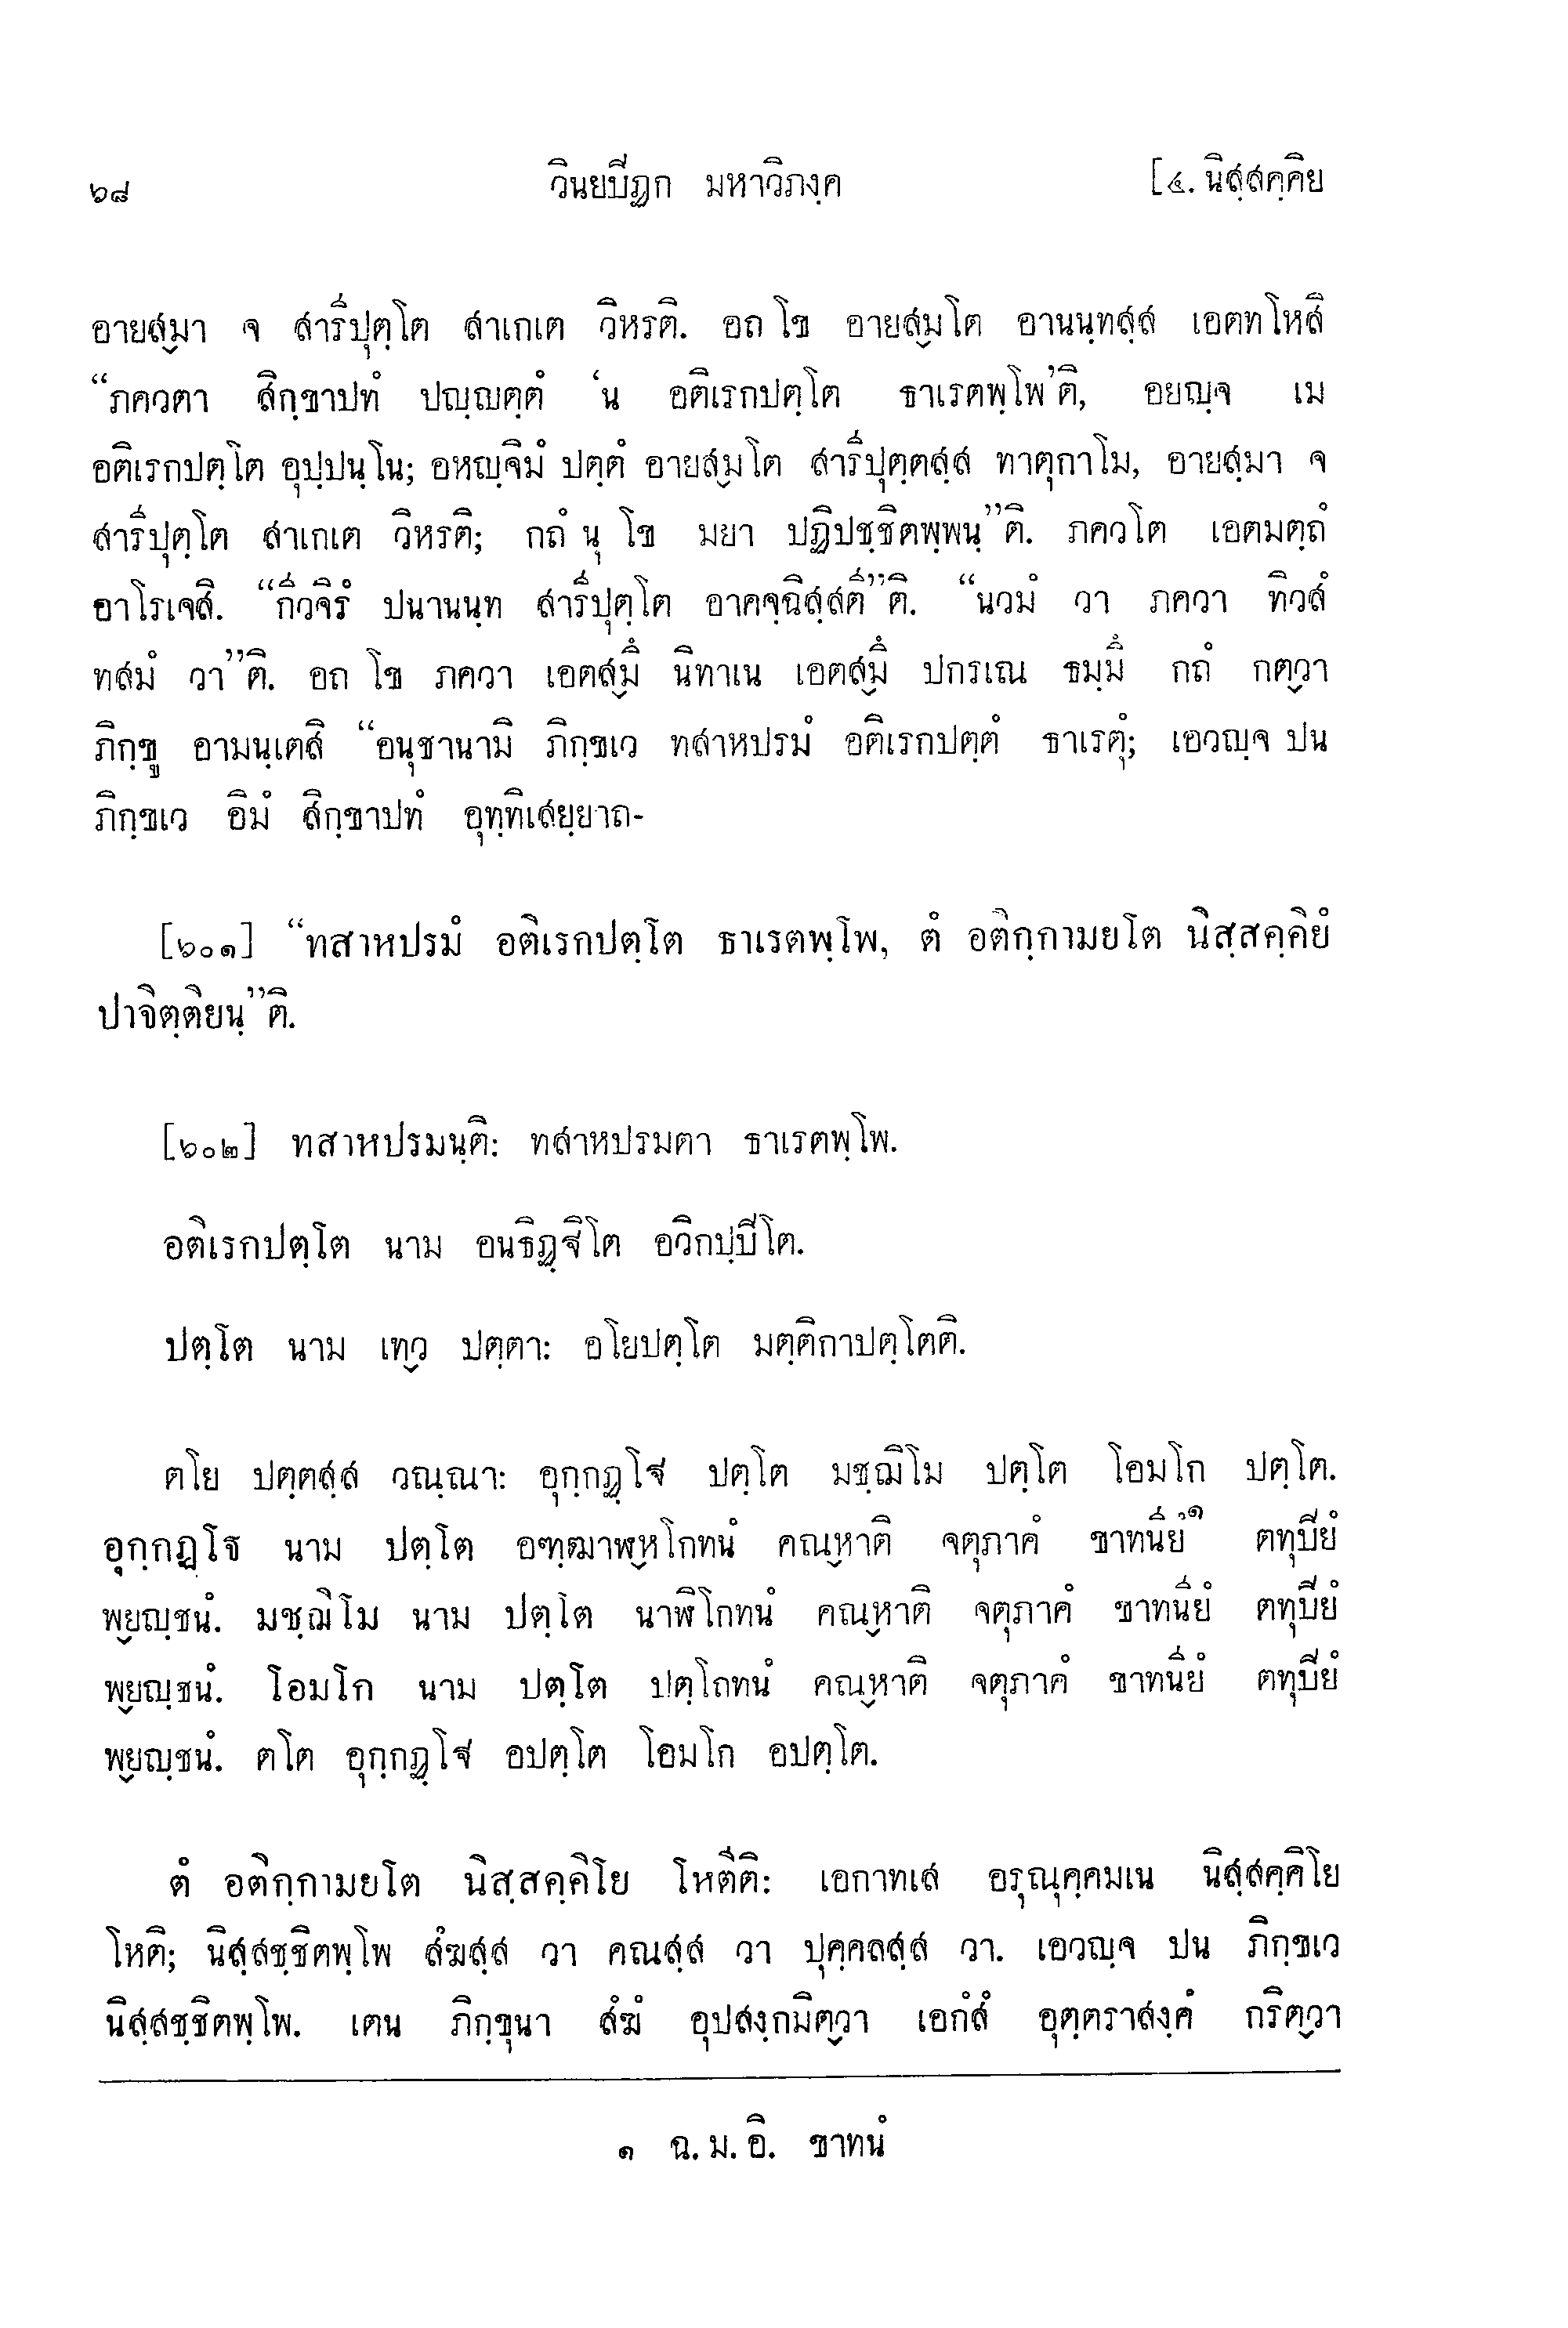 ๖๘ วินยปีฏก มหาวิภงฺค [๔. นิสฺสคฺคิย
อายสฺมา จ สารีปุตฺโต สาเกเต วิหรติ. อถ โข อายสฺมโต อานนฺทสฺส เอตทโหสิ
“ภควตา สิกฺขาปทํ ปญฺญตฺตํ ‘น อติเรกปตฺโต ธาเรตพฺโพ’ติ, อยญฺจ เม
อติเรกปตฺโต อุปฺปนฺโน; อหญฺจิมํ ปตฺตํ อายสฺมโต สารีปุตฺตสฺส ทาตุกาโม, อายสฺมา จ
สารีปุตฺโต สาเกเต วิหรติ; กถํ นุ โข มยา ปฏิปชฺชิตพฺพนฺ”ติ. ภควโต เอตมตฺถํ
อาโรเจสิ. “กีวจิรํ ปนานนฺท สารีปุตฺโต อาคจฺฉิสฺสตี”ติ. “นวมํ วา ภควา ทิวสํ
ทสมํ วา”ติ. อถ โข ภควา เอตสฺมึ นิทาเน เอตสฺมึ ปกรเณ ธมฺมึ กถํ กตฺวา
ภิกฺขู อามนฺเตสิ “อนุชานามิ ภิกฺขเว ทสาหปรมํ อติเรกปตฺตํ ธาเรตุํ; เอวญฺจ ปน
ภิกฺขเว อิมํ สิกฺขาปทํ อุทฺทิเสยฺยาถ-
[๖๐๑] “ทสาหปรมํ อติเรกปตฺโต ธาเรตพฺโพ, ตํ อติกฺกามยโต นิสฺสคฺคิยํ
ปาจิตฺติยนฺ”ติ.
[๖๐๒] ทสาหปรมนฺติ: ทสาหปรมตา ธาเรตพฺโพ.
อติเรกปตฺโต นาม อนธิฏฺฐิโต อวิกปฺปิโต.
ปตฺโต นาม เทฺว ปตฺตา: อโยปตฺโต มตฺติกาปตฺโตติ.
ตโย ปตฺตสฺส วณฺณา: อุกฺกฏฺโฐ ปตฺโต มชฺฌิโม ปตฺโต โอมโก ปตฺโต.
อุกฺกฏฺโฐ นาม ปตฺโต อฑฺฒาฬฺหโกทนํ คณฺหาติ จตุภาคํ ขาทนียํ๑ ตทุปียํ
พฺยญฺชนํ. มชฺฌิโม นาม ปตฺโต นาฬิโกทนํ คณฺหาติ จตุภาคํ ขาทนียํ ตทุปียํ
พฺยญฺชนํ. โอมโก นาม ปตฺโต ปตฺโถทนํ คณฺหาติ จตุภาคํ ขาทนียํ ตทุปียํ
พฺยญฺชนํ. ตโต อุกฺกฏฺโฐ อปตฺโต โอมโก อปตฺโต.
ตํ อติกฺกามยโต นิสฺสคฺคิโย โหตีติ: เอกาทเส อรุณุคฺคมเน นิสฺสคฺคิโย
โหติ; นิสฺสชฺชิตพฺโพ สํฆสฺส วา คณสฺส วา ปุคฺคลสฺส วา. เอวญฺจ ปน ภิกฺขเว
นิสฺสชฺชิตพฺโพ. เตน ภิกฺขุนา สํฆํ อุปสงฺกมิตฺวา เอกํสํ อุตฺตราสงฺคํ กริตฺวา
๑ ฉ. ม. อิ. ขาทนํ